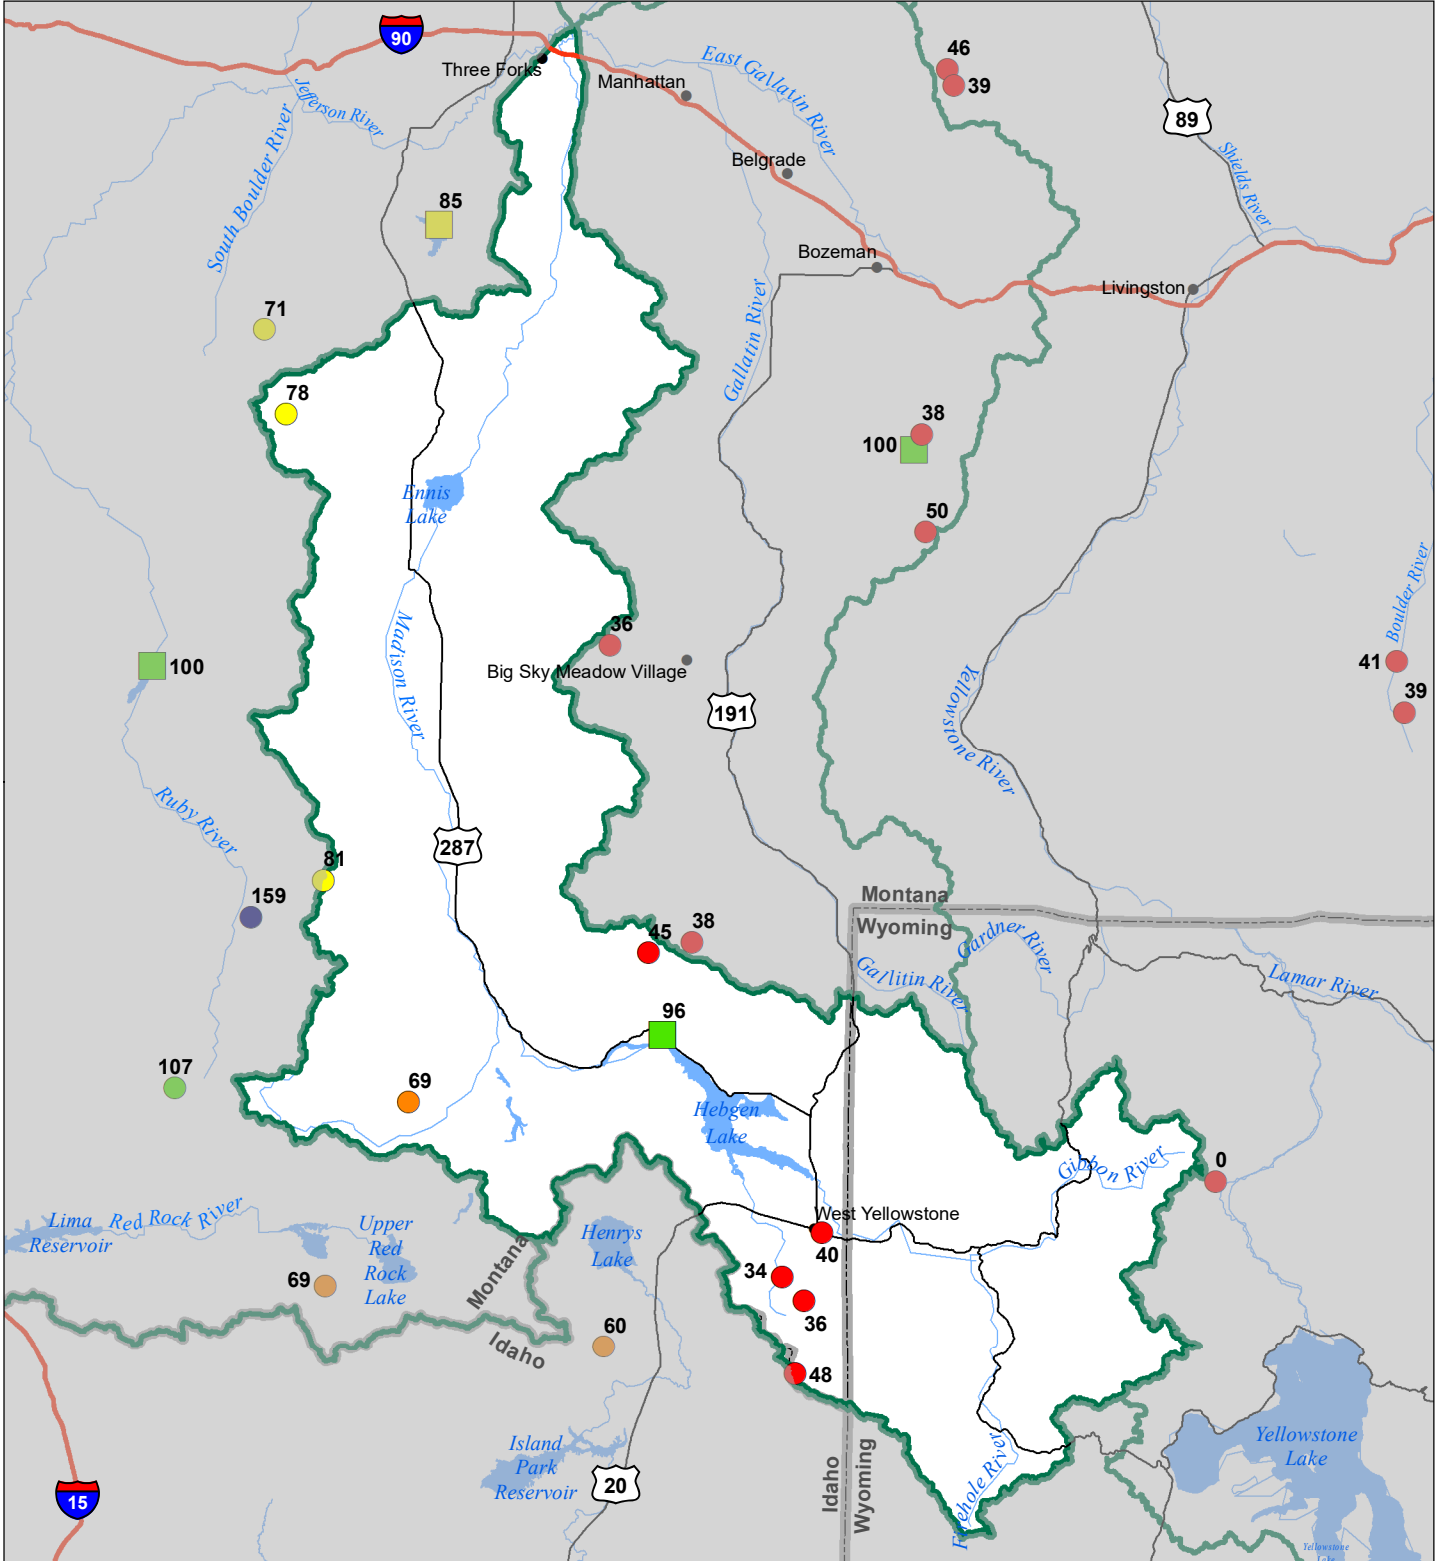 90
Three Forks
Manhattan
East Gallatin River
46
39
89
Jefferson River
South Boulder River
Belgrade
Shields River
85
Bozeman
Livingston
Gallatin River
71
78
38
100
Ennis
Lake
50
Boulder River
Madison River
36
Big Sky Meadow Village
41
100
39
191
Yellowstone River
Ruby River
287
81
159
Montana
Wyoming
45
38
Gardner River
Gallitin River
Lamar River
96
107
69
Hebgen
Lake
Gibbon River
0
Lima
Reservoir
Red Rock River
Upper
Red
Rock
Lake
Henrys
Lake
West Yellowstone
40
Montana
Idaho
69
34
36
60
48
Island
Park
Reservoir
20
Idaho
Wyoming
Firehole River
Yellowstone
Lake
15
Yellowstone
Lake